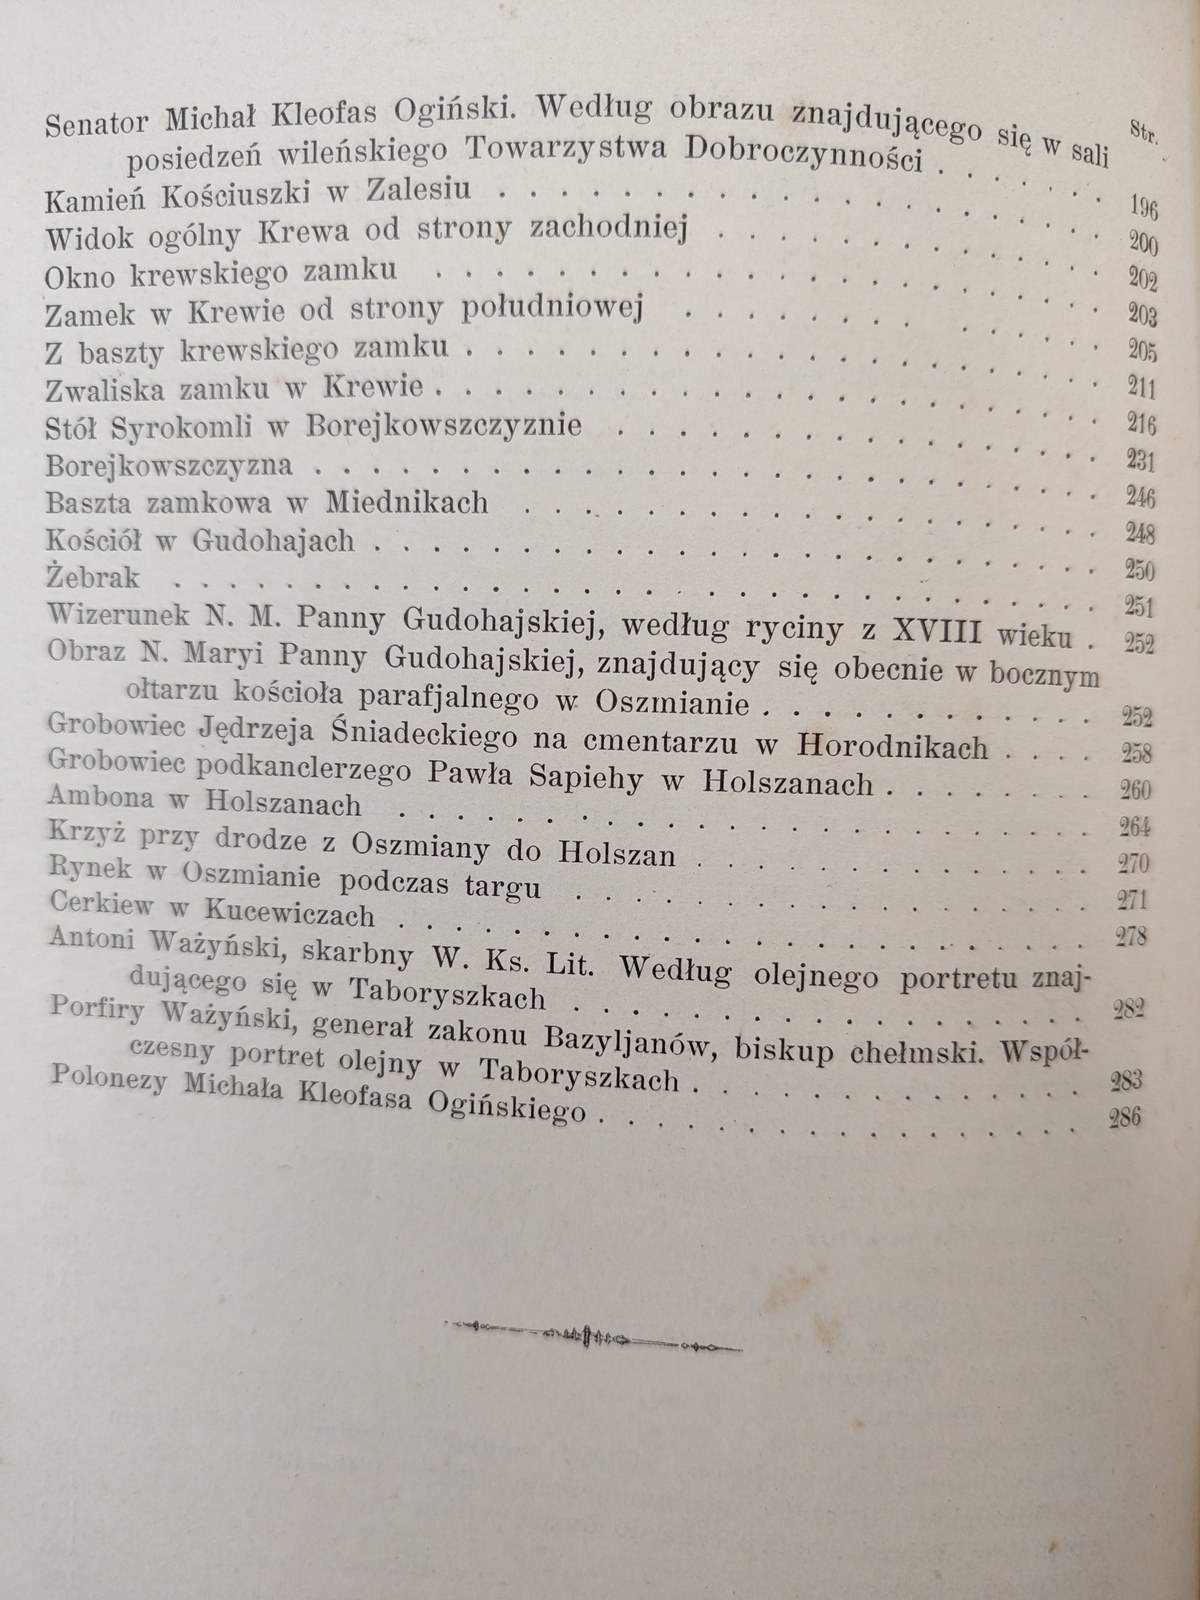 Str.
Senator Michał Kleofas Ogiński. Według obrazu znajdującego się w sali
posiedzeń wileńskiego Towarzystwa Dobroczynności . . . . . . 196
Kamień Kościuszki w Zalesiu . . . . . . . . . . . . . . . . 200
Widok ogólny Krewa od strony zachodniej . . . . . . . . . . 202
Okno krewskiego zamku . . . . . . . . . . . . . . . . . . 203
Zamek w Krewie od strony południowej . . . . . . . . . . . 205
Z baszty krewskiego zamku . . . . . . . . . . . . . . . . . 211
Zwaliska zamku w Krewie . . . . . . . . . . . . . . . . . . 216
Stół Syrokomli w Borejkowszczyznie . . . . . . . . . . . . . 231
Borejkowszczyzna . . . . . . . . . . . . . . . . . . . . . 246
Baszta zamkowa w Miednikach . . . . . . . . . . . . . . . 248
Kościół w Gudohajach . . . . . . . . . . . . . . . . . . . 250
Żebrak . . . . . . . . . . . . . . . . . . . . . . . . . 251
Wizerunek N. M. Panny Gudohajskiej, według ryciny z XVIII wieku . 252
Obraz N. Maryi Panny Gudohajskiej, znajdujący się obecnie w bocznym
ołtarzu kościoła parafjalnego w Oszmianie . . . . . . . . . . . 252
Grobowiec Jędrzeja Śniadeckiego na cmentarzu w Horodnikach . . . . 258
Grobowiec podkanclerzego Pawła Sapiehy w Holszanach . . . . . . . 260
Ambona w Holszanach . . . . . . . . . . . . . . . . . . . 264
Krzyż przy drodze z Oszmiany do Holszan . . . . . . . . . . . 270
Rynek w Oszmianie podczas targu . . . . . . . . . . . . . . 271
Cerkiew w Kucewiczach . . . . . . . . . . . . . . . . . . . 278
Antoni Ważyński, skarbny W. Ks. Lit. Według olejnego portretu znaj-
dującego się w Taboryszkach . . . . . . . . . . . . . . . 282
Porfiry Ważyński, generał zakonu Bazyljanów, biskup chełmski. Współ-
czesny portret olejny w Taboryszkach . . . . . . . . . . . . . 283
Polonezy Michała Kleofasa Ogińskiego . . . . . . . . . . . . . . 286